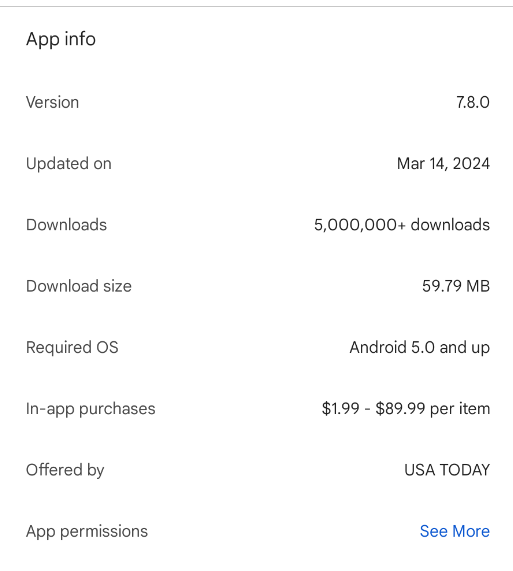 App info
Version 7.8.0
Updated on Mar 14, 2024
Downloads 5,000,000+ downloads
Download size 59.79 MB
Required OS Android 5.0 and up
In-app purchases $1.99 - $89.99 per item
Offered by USA TODAY
App permissions See More